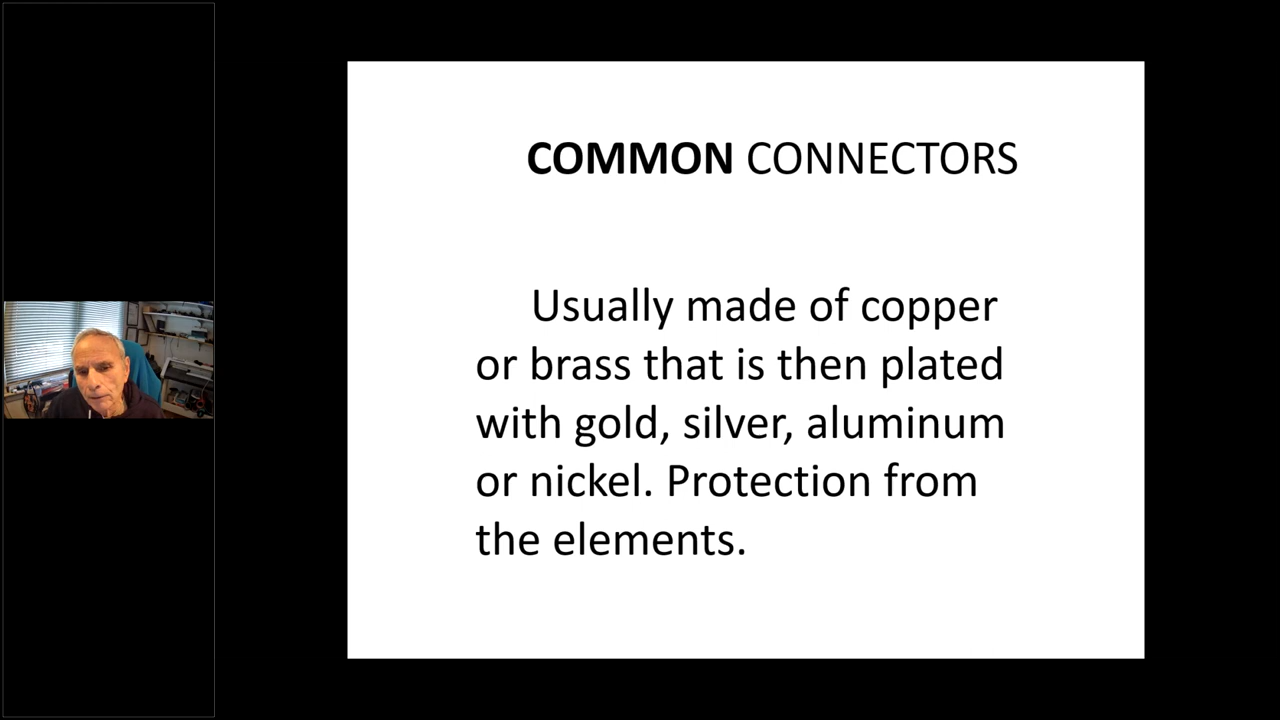 COMMON CONNECTORS
Usually made of copper
or brass that is then plated
with gold, silver, aluminum
or nickel. Protection from
the elements.